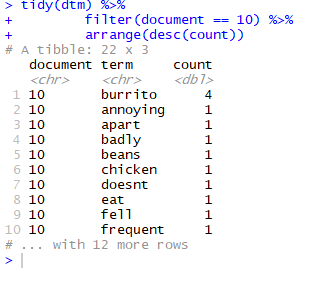 > tidy(dtm) %>%
+ filter(document == 10) %>%
+ arrange(desc(count))
# A tibble: 22 x 3
document term count
<chr> <chr> <dbl>
1 10 burrito 4
2 10 annoying 1
3 10 apart 1
4 10 badly 1
5 10 beans 1
6 10 chicken 1
7 10 doesnt 1
8 10 eat 1
9 10 fell 1
10 10 frequent 1
# ... with 12 more rows
>